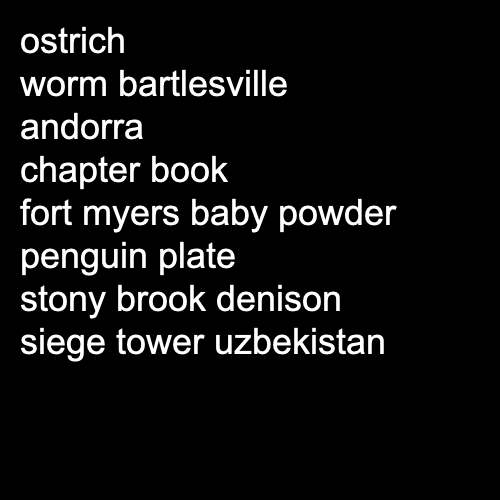 ostrich
worm bartlesville
andorra
chapter book
fort myers baby powder
penguin plate
stony brook denison
siege tower uzbekistan